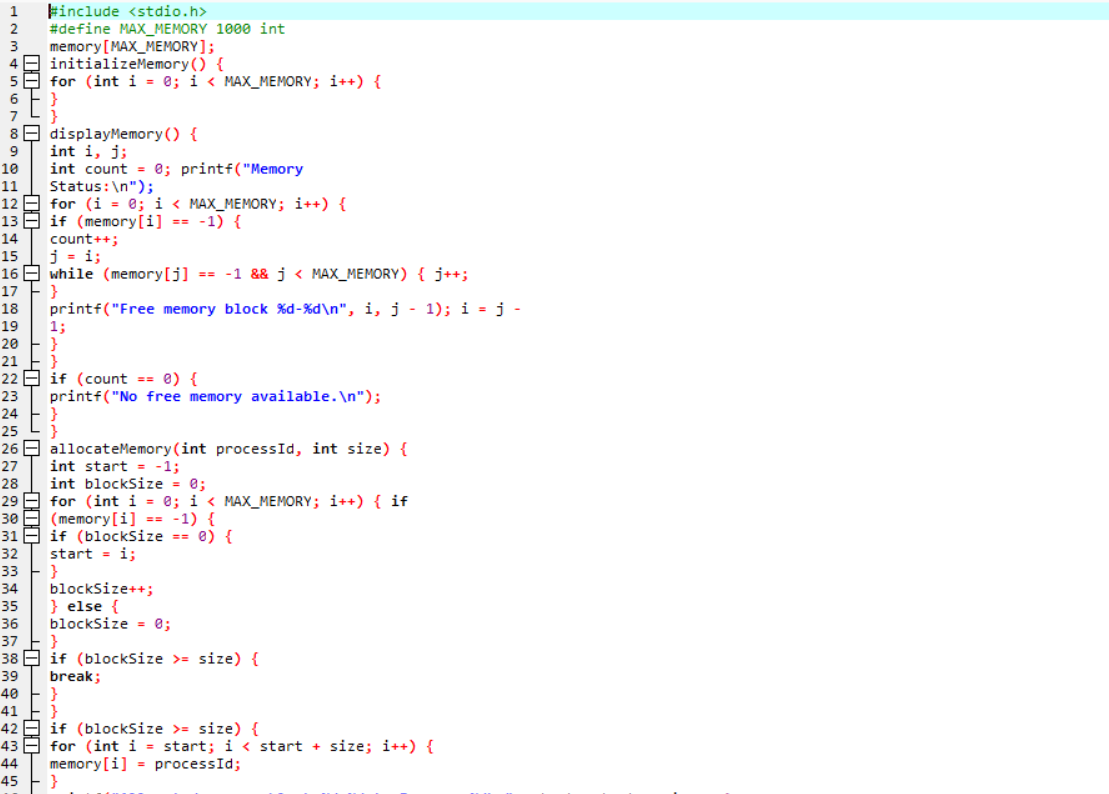 1 #include <stdio.h>
2 #define MAX_MEMORY 1000 int
3 memory[MAX_MEMORY];
4 initializeMemory() {
5 for (int i = 0; i < MAX_MEMORY; i++) {
6 }
7 }
8 displayMemory() {
9 int i, j;
10 int count = 0; printf("Memory
11 Status:\n");
12 for (i = 0; i < MAX_MEMORY; i++) {
13 if (memory[i] == -1) {
14 count++;
15 j = i;
16 while (memory[j] == -1 && j < MAX_MEMORY) { j++;
17 }
18 printf("Free memory block %d-%d\n", i, j - 1); i = j -
19 1;
20 }
21 }
22 if (count == 0) {
23 printf("No free memory available.\n");
24 }
25 }
26 allocateMemory(int processId, int size) {
27 int start = -1;
28 int blockSize = 0;
29 for (int i = 0; i < MAX_MEMORY; i++) { if
30 (memory[i] == -1) {
31 if (blockSize == 0) {
32 start = i;
33 }
34 blockSize++;
35 } else {
36 blockSize = 0;
37 }
38 if (blockSize >= size) {
39 break;
40 }
41 }
42 if (blockSize >= size) {
43 for (int i = start; i < start + size; i++) {
44 memory[i] = processId;
45 }